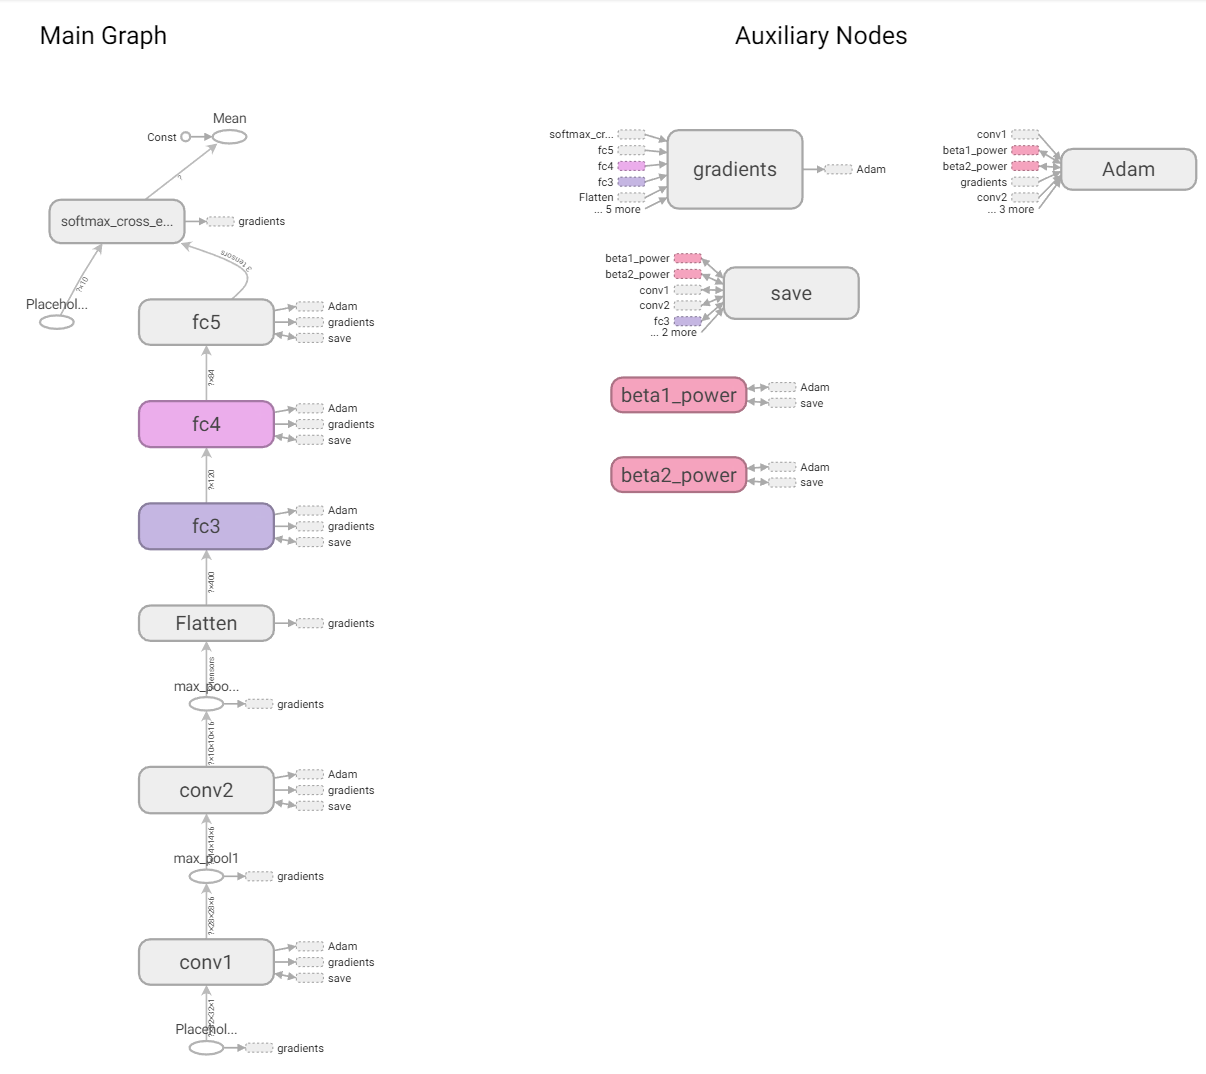 Main Graph
Mean
Const
?
softmax_cross_e...
gradients
3 tensors
?×10
Placehol...
fc5
Adam
gradients
save
?×84
fc4
Adam
gradients
save
?×120
fc3
Adam
gradients
save
?×400
Flatten
gradients
tensors
max_poo...
gradients
?×10×10×16
conv2
Adam
gradients
save
×14×6
max_pool1
gradients
?×28×28×6
conv1
Adam
gradients
save
×32×1
Placehol...
gradients
Auxiliary Nodes
softmax_cr...
fc5
fc4
fc3
Flatten
... 5 more
gradients
Adam
conv1
beta1_power
beta2_power
gradients
conv2
... 3 more
Adam
beta1_power
beta2_power
conv1
conv2
fc3
... 2 more
save
beta1_power
Adam
save
beta2_power
Adam
save